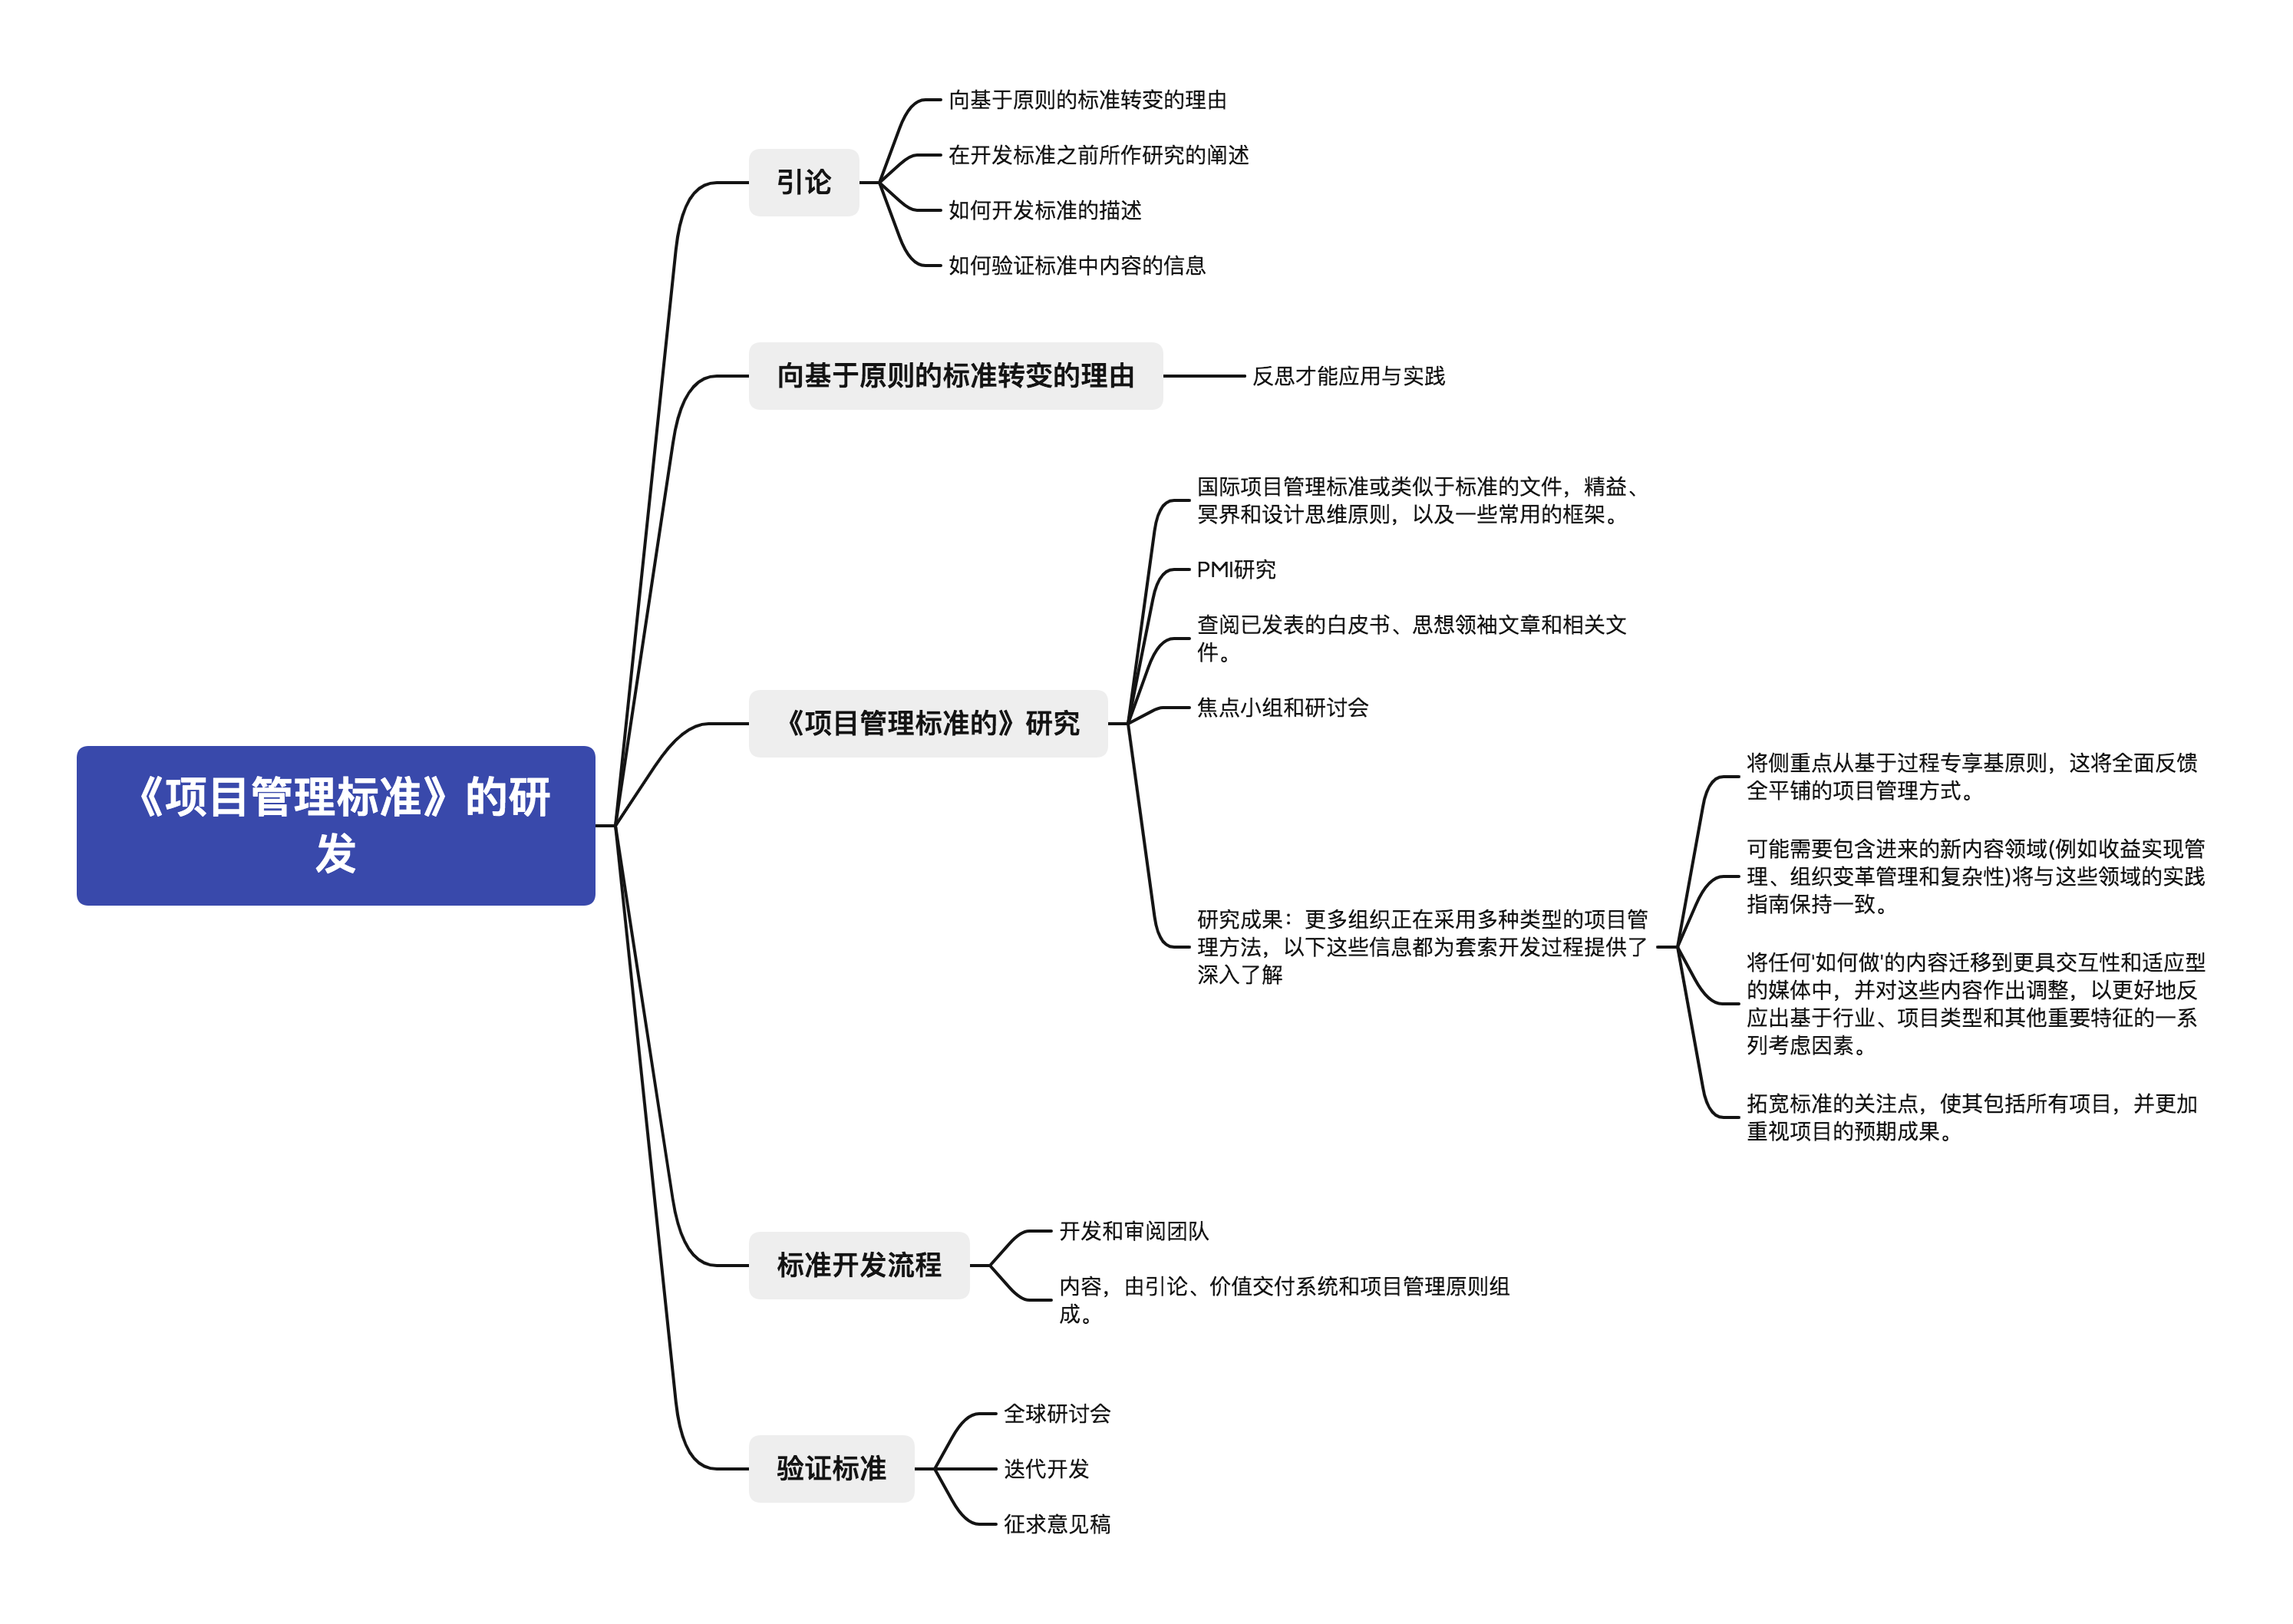 《项目管理标准》的研
发
引论
向基于原则的标准转变的理由
在开发标准之前所作研究的阐述
如何开发标准的描述
如何验证标准中内容的信息
向基于原则的标准转变的理由
反思才能应用与实践
《项目管理标准的》研究
国际项目管理标准或类似于标准的文件，精益、
冥界和设计思维原则，以及一些常用的框架。
PMI研究
查阅已发表的白皮书、思想领袖文章和相关文
件。
焦点小组和研讨会
研究成果：更多组织正在采用多种类型的项目管
理方法，以下这些信息都为套索开发过程提供了
深入了解
将侧重点从基于过程专享基原则，这将全面反馈
全平铺的项目管理方式。
可能需要包含进来的新内容领域(例如收益实现管
理、组织变革管理和复杂性)将与这些领域的实践
指南保持一致。
将任何'如何做'的内容迁移到更具交互性和适应型
的媒体中，并对这些内容作出调整，以更好地反
应出基于行业、项目类型和其他重要特征的一系
列考虑因素。
拓宽标准的关注点，使其包括所有项目，并更加
重视项目的预期成果。
标准开发流程
开发和审阅团队
内容，由引论、价值交付系统和项目管理原则组
成。
验证标准
全球研讨会
迭代开发
征求意见稿